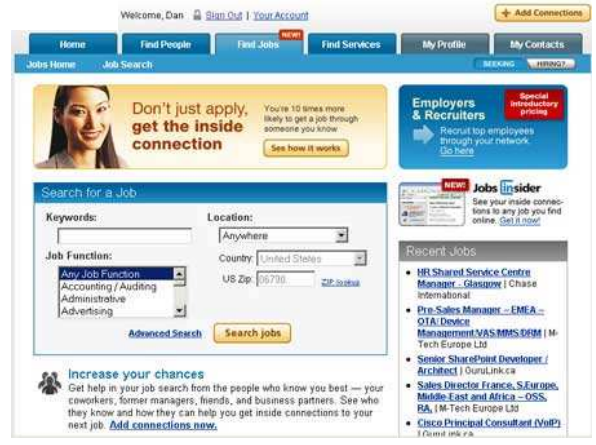 Welcome, Dan Sign Out | Your Account
+ Add Connections
Home
Find People
Find Jobs
NEW!
Find Services
My Profile
My Contacts
Jobs Home
Job Search
SEEKING
HIRING?
Don't just apply,
get the inside
connection
You're 10 times more
likely to get a job through
someone you know
See how it works
Employers
& Recruiters
Special
introductory
pricing
Recruit top employees
through your network.
Go here
Search for a Job
Keywords:
Location:
Anywhere
Job Function:
Any Job Function
Accounting / Auditing
Administrative
Advertising
Country: United States
US Zip: 06798
ZIP lookup
Advanced Search
Search jobs
NEW!
Jobs Insider
See your inside connec-
tions to any job you find
online. Get it now!
Recent Jobs
HR Shared Service Centre
Manager - Glasgow | Chase
International
Pre-Sales Manager – EMEA –
OTA/ Device
Management/VAS/MMS/DRM | M-
Tech Europe Ltd
Senior SharePoint Developer /
Architect | GuruLink.ca
Sales Director France, S.Europe,
Middle-East and Africa – OSS,
RA, | M-Tech Europe Ltd
Cisco Principal Consultant (VoIP)
| GuruLink.ca
Increase your chances
Get help in your job search from the people who know you best — your
coworkers, former managers, friends, and business partners. See who
they know and how they can help you get inside connections to your
next job. Add connections now.